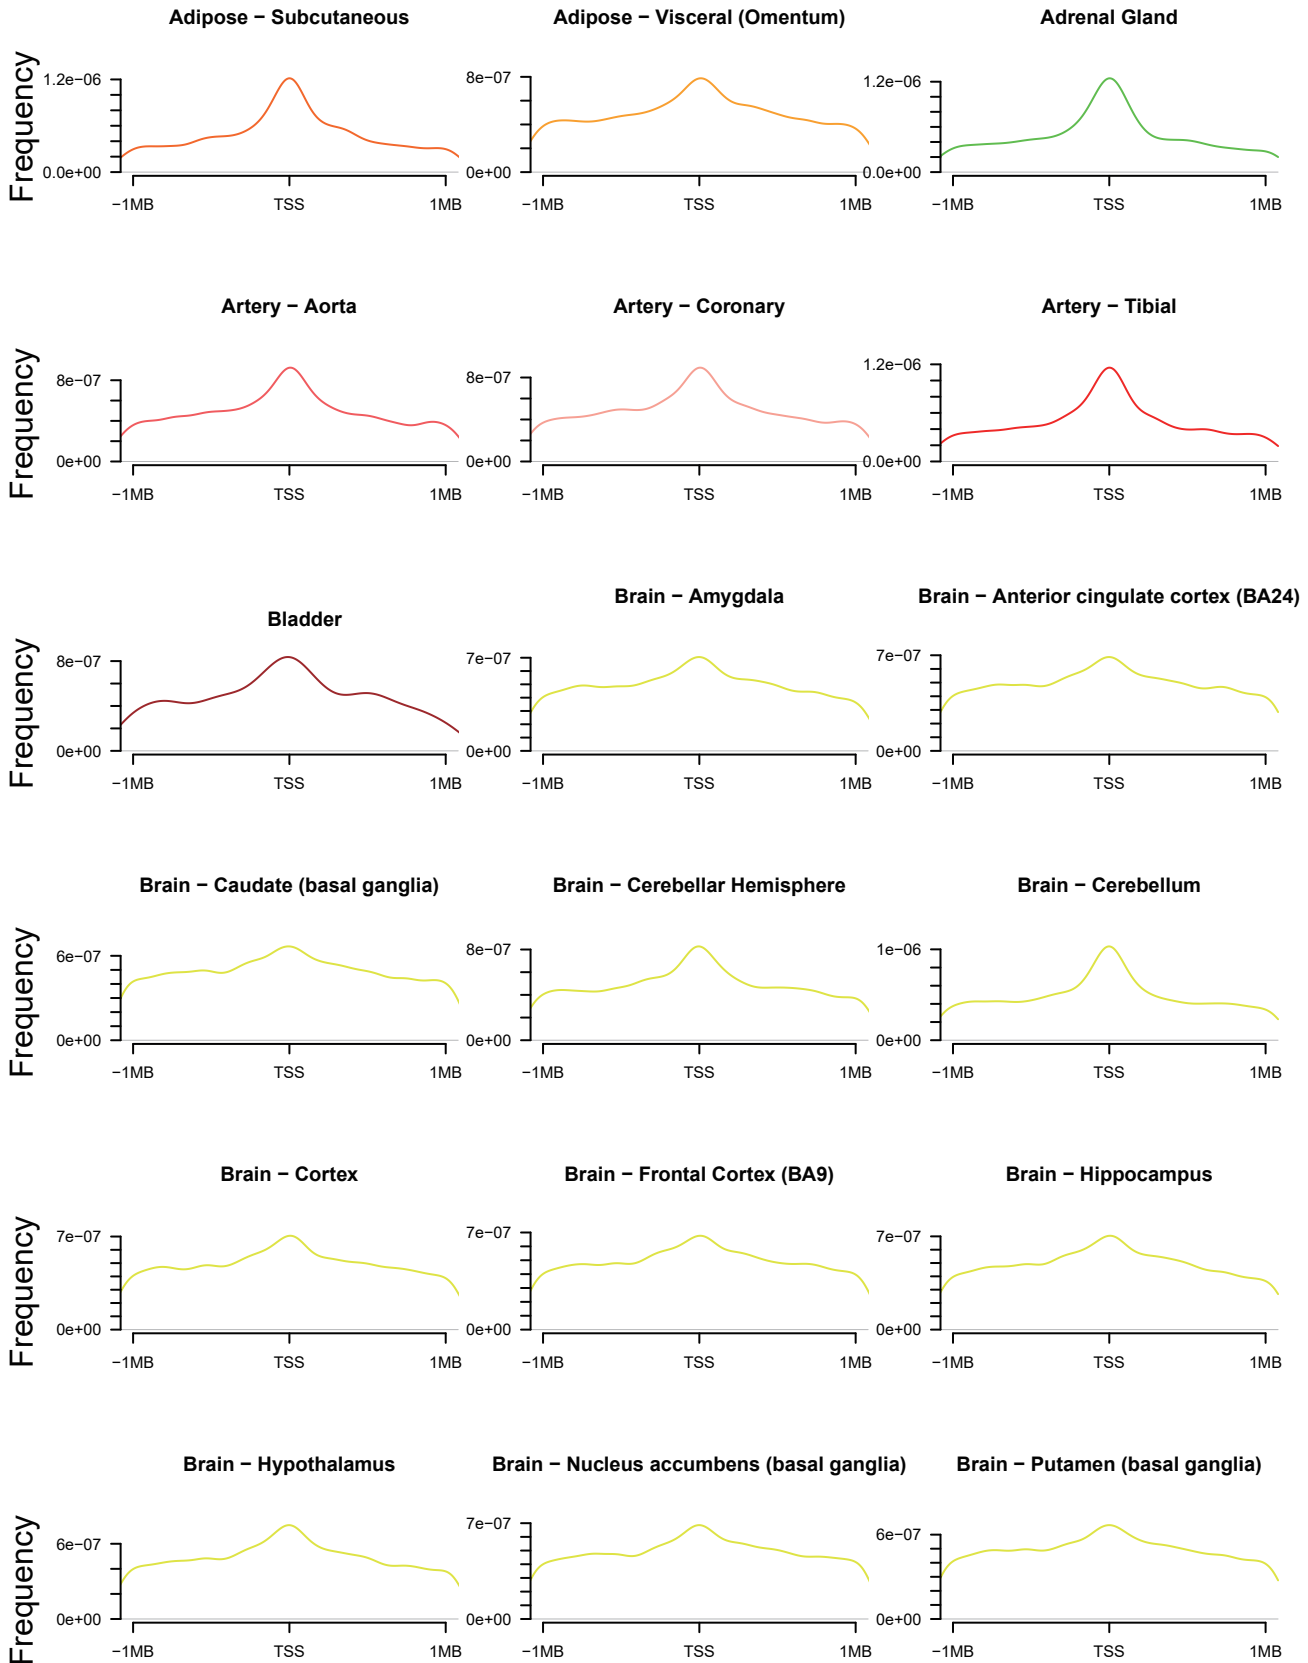 Adipose − Subcutaneous
Adipose − Visceral (Omentum)
Adrenal Gland
Frequency
1.2e−06
0.0e+00
−1MB
TSS
1MB
8e−07
0e+00
−1MB
TSS
1MB
1.2e−06
0.0e+00
−1MB
TSS
1MB
Artery − Aorta
Artery − Coronary
Artery − Tibial
Frequency
8e−07
0e+00
−1MB
TSS
1MB
8e−07
0e+00
−1MB
TSS
1MB
1.2e−06
0.0e+00
−1MB
TSS
1MB
Bladder
Brain − Amygdala
Brain − Anterior cingulate cortex (BA24)
Frequency
8e−07
0e+00
−1MB
TSS
1MB
7e−07
0e+00
−1MB
TSS
1MB
7e−07
0e+00
−1MB
TSS
1MB
Brain − Caudate (basal ganglia)
Brain − Cerebellar Hemisphere
Brain − Cerebellum
Frequency
6e−07
0e+00
−1MB
TSS
1MB
8e−07
0e+00
−1MB
TSS
1MB
1e−06
0e+00
−1MB
TSS
1MB
Brain − Cortex
Brain − Frontal Cortex (BA9)
Brain − Hippocampus
Frequency
7e−07
0e+00
−1MB
TSS
1MB
7e−07
0e+00
−1MB
TSS
1MB
7e−07
0e+00
−1MB
TSS
1MB
Brain − Hypothalamus
Brain − Nucleus accumbens (basal ganglia)
Brain − Putamen (basal ganglia)
Frequency
6e−07
0e+00
−1MB
TSS
1MB
7e−07
0e+00
−1MB
TSS
1MB
6e−07
0e+00
−1MB
TSS
1MB